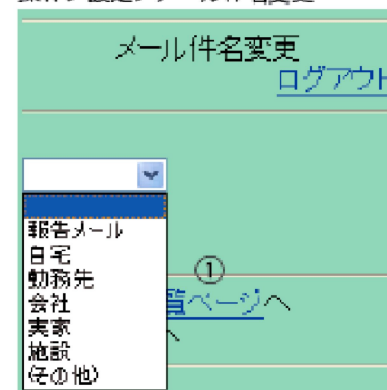 メール件名変更
ログアウト
報告メール
自宅
勤務先
会社
実家
施設
(その他)
①
覧ページへ
へ